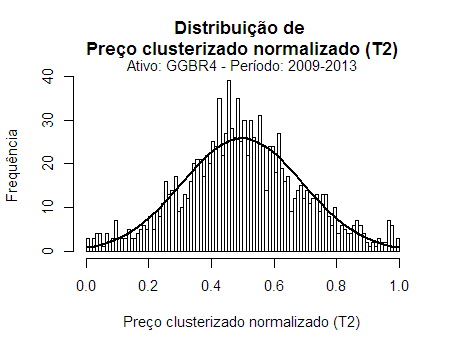 Distribuição de
Preço clusterizado normalizado (T2)
Ativo: GGBR4 - Período: 2009-2013
Frequência
40
30
20
10
0
0.0 0.2 0.4 0.6 0.8 1.0
Preço clusterizado normalizado (T2)